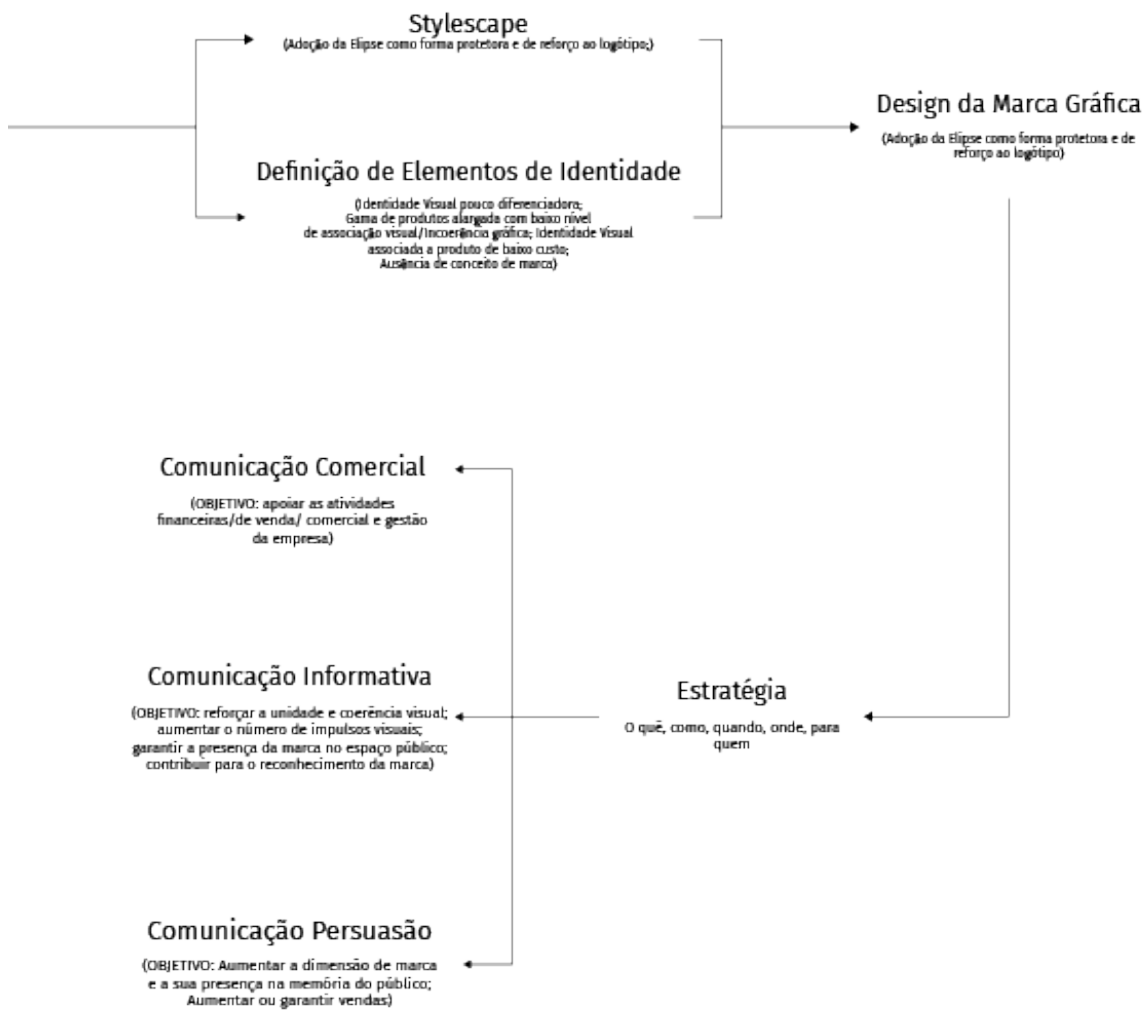 Stylescape
(Adoção da Elipse como forma protetora e de reforço ao logótipo;)
Definição de Elementos de Identidade
(Identidade Visual pouco diferenciadora;
Gama de produtos alargada com baixo nível
de associação visual/Incoerência gráfica; Identidade Visual
associada a produto de baixo custo;
Ausência de conceito de marca)
Design da Marca Gráfica
(Adoção da Elipse como forma protetora e de
reforço ao logótipo)
Comunicação Comercial
(OBJETIVO: apoiar as atividades
financeiras/de venda/ comercial e gestão
da empresa)
Comunicação Informativa
(OBJETIVO: reforçar a unidade e coerência visual;
aumentar o número de impulsos visuais;
garantir a presença da marca no espaço público;
contribuir para o reconhecimento da marca)
Estratégia
O quê, como, quando, onde, para
quem
Comunicação Persuasão
(OBJETIVO: Aumentar a dimensão de marca
e a sua presença na memória do público;
Aumentar ou garantir vendas)